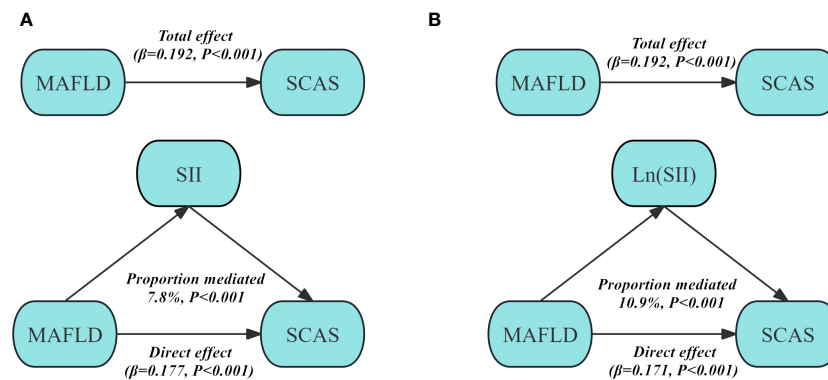 A
Total effect
(β=0.192, P<0.001)
MAFLD
SCAS
SII
Proportion mediated
7.8%, P<0.001
MAFLD
SCAS
Direct effect
(β=0.177, P<0.001)
B
Total effect
(β=0.192, P<0.001)
MAFLD
SCAS
Ln(SII)
Proportion mediated
10.9%, P<0.001
MAFLD
SCAS
Direct effect
(β=0.171, P<0.001)